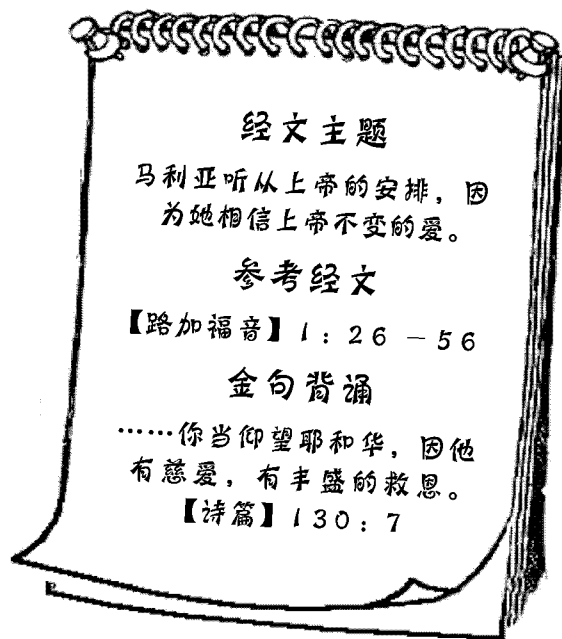 经文主题
马利亚听从上帝的安排，因
为她相信上帝不变的爱。
参考经文
【路加福音】1：26－56
金句背诵
……你当仰望耶和华，因他
有慈爱，有丰盛的救恩。
【诗篇】130：7